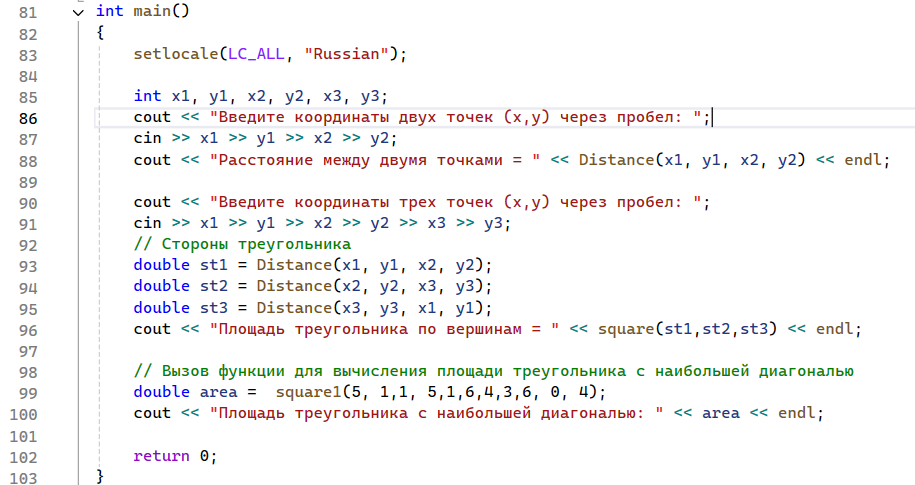 81 int main()
82 {
83 setlocale(LC_ALL, "Russian");
84
85 int x1, y1, x2, y2, x3, y3;
86 cout << "Введите координаты двух точек (x,y) через пробел: ";
87 cin >> x1 >> y1 >> x2 >> y2;
88 cout << "Расстояние между двумя точками = " << Distance(x1, y1, x2, y2) << endl;
89
90 cout << "Введите координаты трех точек (x,y) через пробел: ";
91 cin >> x1 >> y1 >> x2 >> y2 >> x3 >> y3;
92 // Стороны треугольника
93 double st1 = Distance(x1, y1, x2, y2);
94 double st2 = Distance(x2, y2, x3, y3);
95 double st3 = Distance(x3, y3, x1, y1);
96 cout << "Площадь треугольника по вершинам = " << square(st1,st2,st3) << endl;
97
98 // Вызов функции для вычисления площади треугольника с наибольшей диагональю
99 double area =  square1(5, 1,1, 5,1,6,4,3,6, 0, 4);
100 cout << "Площадь треугольника с наибольшей диагональю: " << area << endl;
101
102 return 0;
103 }